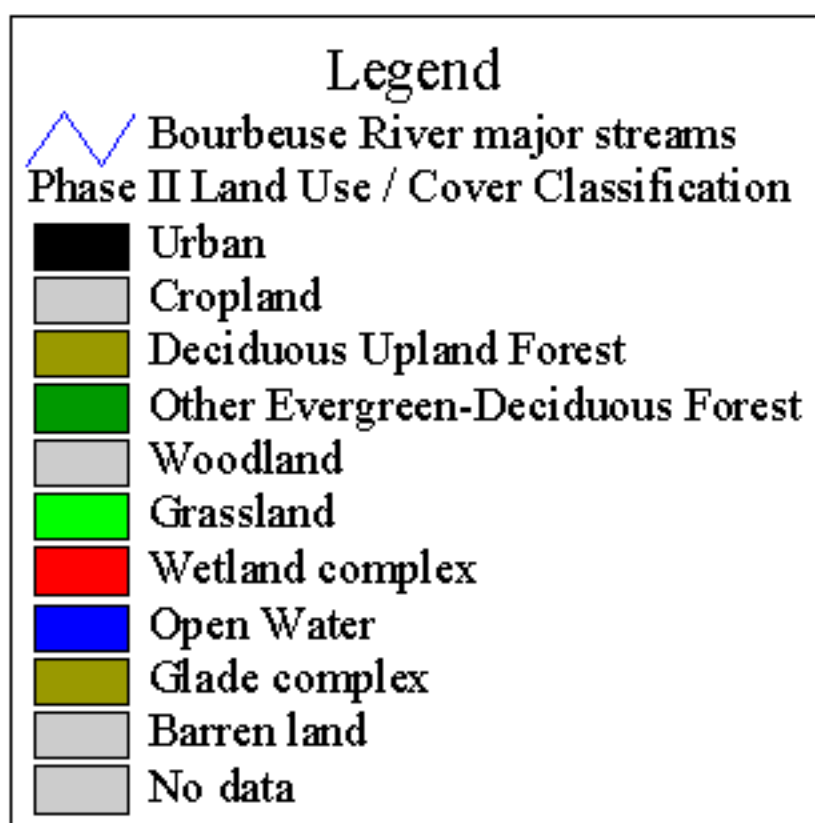 Legend
Bourbeuse River major streams
Phase II Land Use / Cover Classification
Urban
Cropland
Deciduous Upland Forest
Other Evergreen-Deciduous Forest
Woodland
Grassland
Wetland complex
Open Water
Glade complex
Barren land
No data